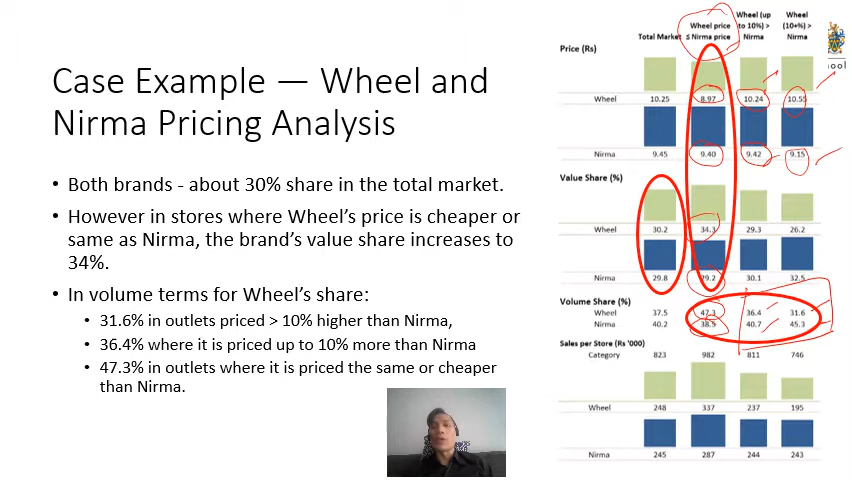 Case Example — Wheel and
Nirma Pricing Analysis
• Both brands - about 30% share in the total market.
• However in stores where Wheel's price is cheaper or
same as Nirma, the brand's value share increases to
34%.
• In volume terms for Wheel's share:
• 31.6% in outlets priced > 10% higher than Nirma,
• 36.4% where it is priced up to 10% more than Nirma
• 47.3% in outlets where it is priced the same or cheaper
than Nirma.
Wheel (up Wheel
Wheel price to 10%) > (10+%) >
Total Market ≤ Nirma price Nirma Nirma
Price (Rs)
Wheel 10.25 8.97 10.24 10.55
Nirma 9.45 9.40 9.42 9.15
Value Share (%)
Wheel 30.2 34.3 29.3 26.2
Nirma 29.8 29.2 30.1 32.5
Volume Share (%)
Wheel 37.5 47.3 36.4 31.6
Nirma 40.2 38.5 40.7 45.3
Sales per Store (Rs '000)
Category 823 982 811 746
Wheel 248 337 237 195
Nirma 245 287 244 243
ool